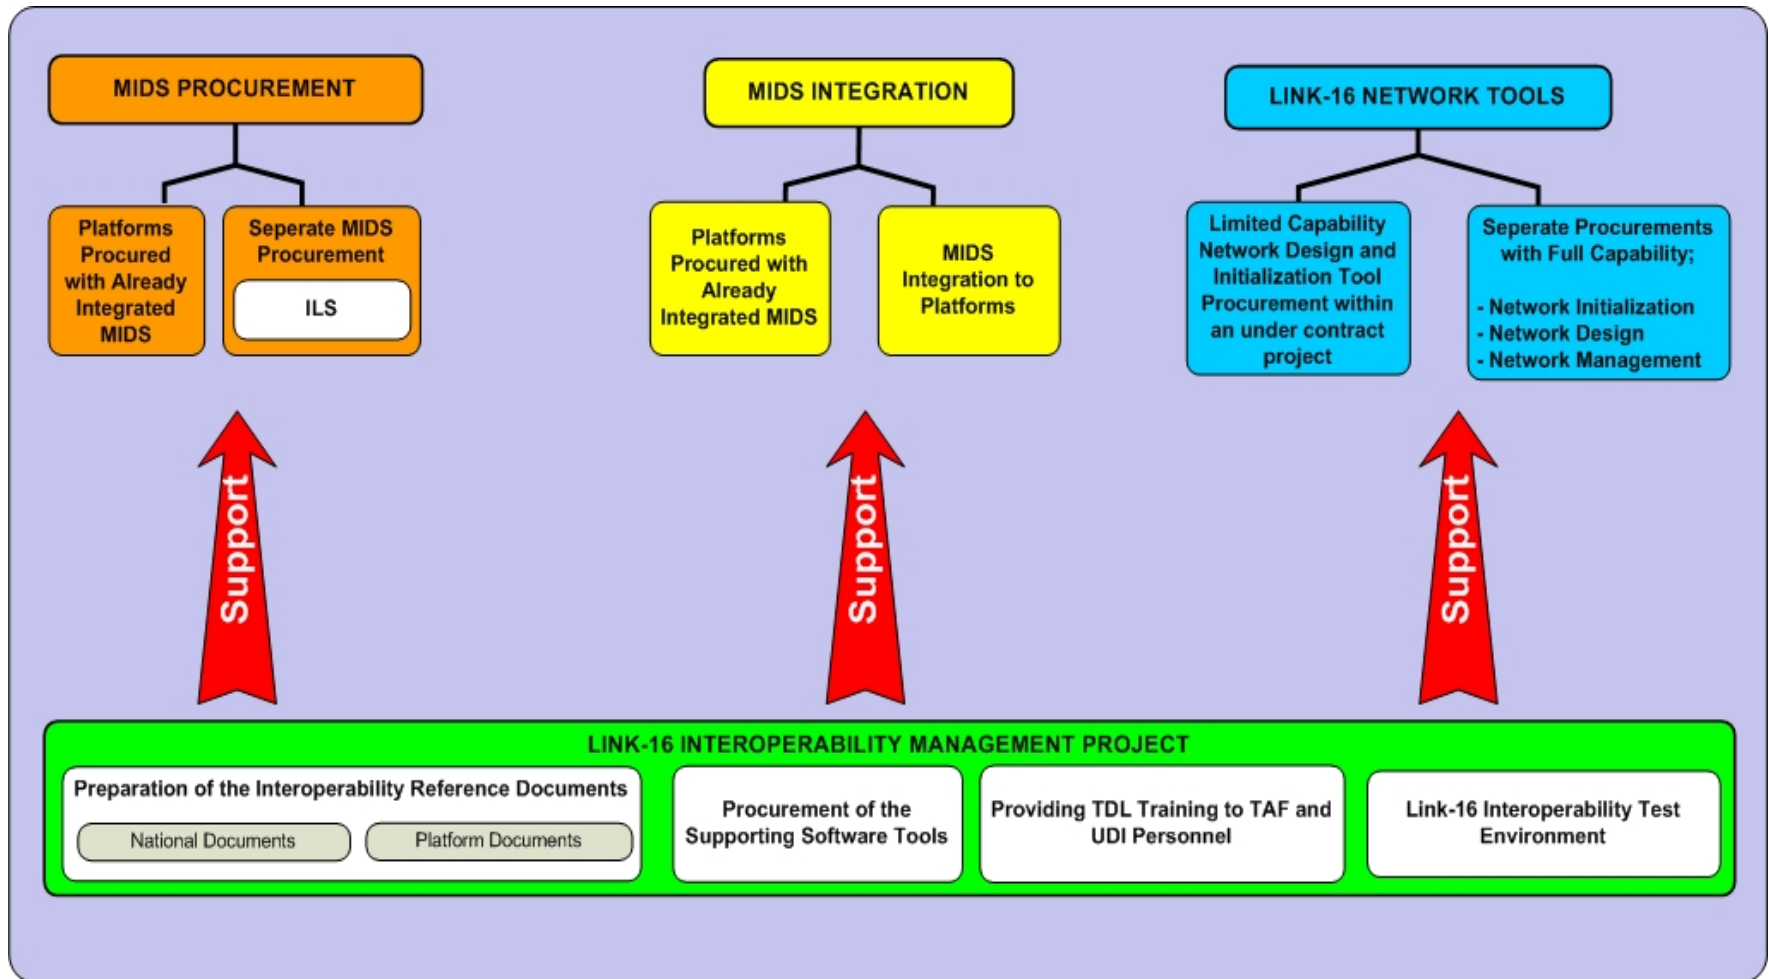 MIDS PROCUREMENT
Platforms
Procured
with Already
Integrated
MIDS
Seperate MIDS
Procurement
ILS
MIDS INTEGRATION
Platforms
Procured with
Already
Integrated MIDS
MIDS
Integration to
Platforms
LINK-16 NETWORK TOOLS
Limited Capability
Network Design and
Initialization Tool
Procurement within
an under contract
project
Seperate Procurements
with Full Capability;
- Network Initialization
- Network Design
- Network Management
Support
Support
Support
LINK-16 INTEROPERABILITY MANAGEMENT PROJECT
Preparation of the Interoperability Reference Documents
National Documents
Platform Documents
Procurement of the
Supporting Software Tools
Providing TDL Training to TAF and
UDI Personnel
Link-16 Interoperability Test
Environment